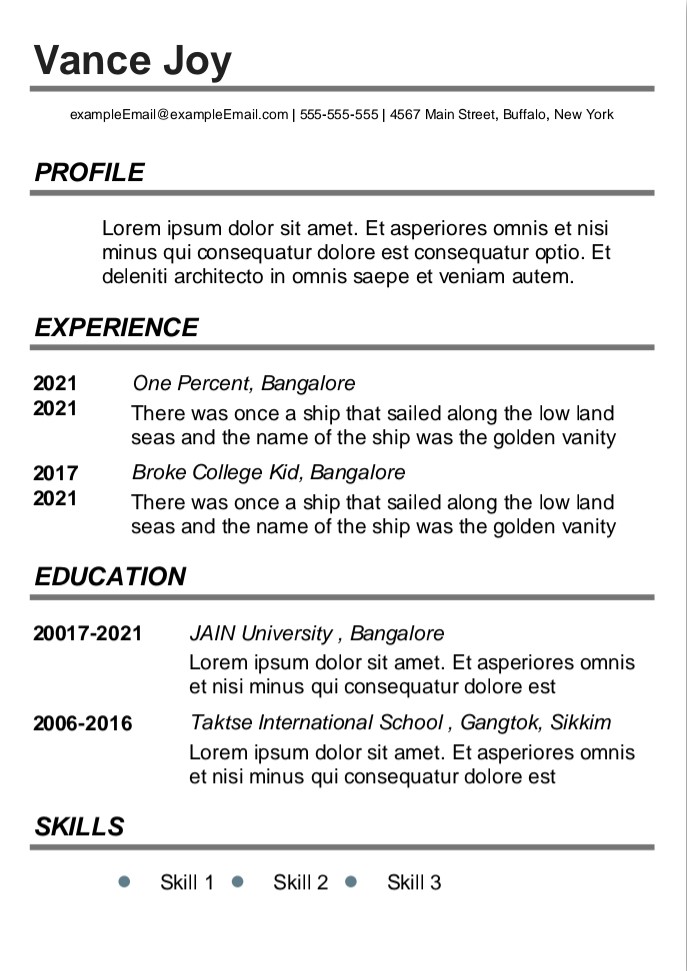 Vance Joy
exampleEmail@exampleEmail.com | 555-555-555 | 4567 Main Street, Buffalo, New York
PROFILE
Lorem ipsum dolor sit amet. Et asperiores omnis et nisi
minus qui consequatur dolore est consequatur optio. Et
deleniti architecto in omnis saepe et veniam autem.
EXPERIENCE
2021 One Percent, Bangalore
2021 There was once a ship that sailed along the low land
seas and the name of the ship was the golden vanity
2017 Broke College Kid, Bangalore
2021 There was once a ship that sailed along the low land
seas and the name of the ship was the golden vanity
EDUCATION
20017-2021 JAIN University , Bangalore
Lorem ipsum dolor sit amet. Et asperiores omnis
et nisi minus qui consequatur dolore est
2006-2016 Taktse International School , Gangtok, Sikkim
Lorem ipsum dolor sit amet. Et asperiores omnis
et nisi minus qui consequatur dolore est
SKILLS
Skill 1 Skill 2 Skill 3